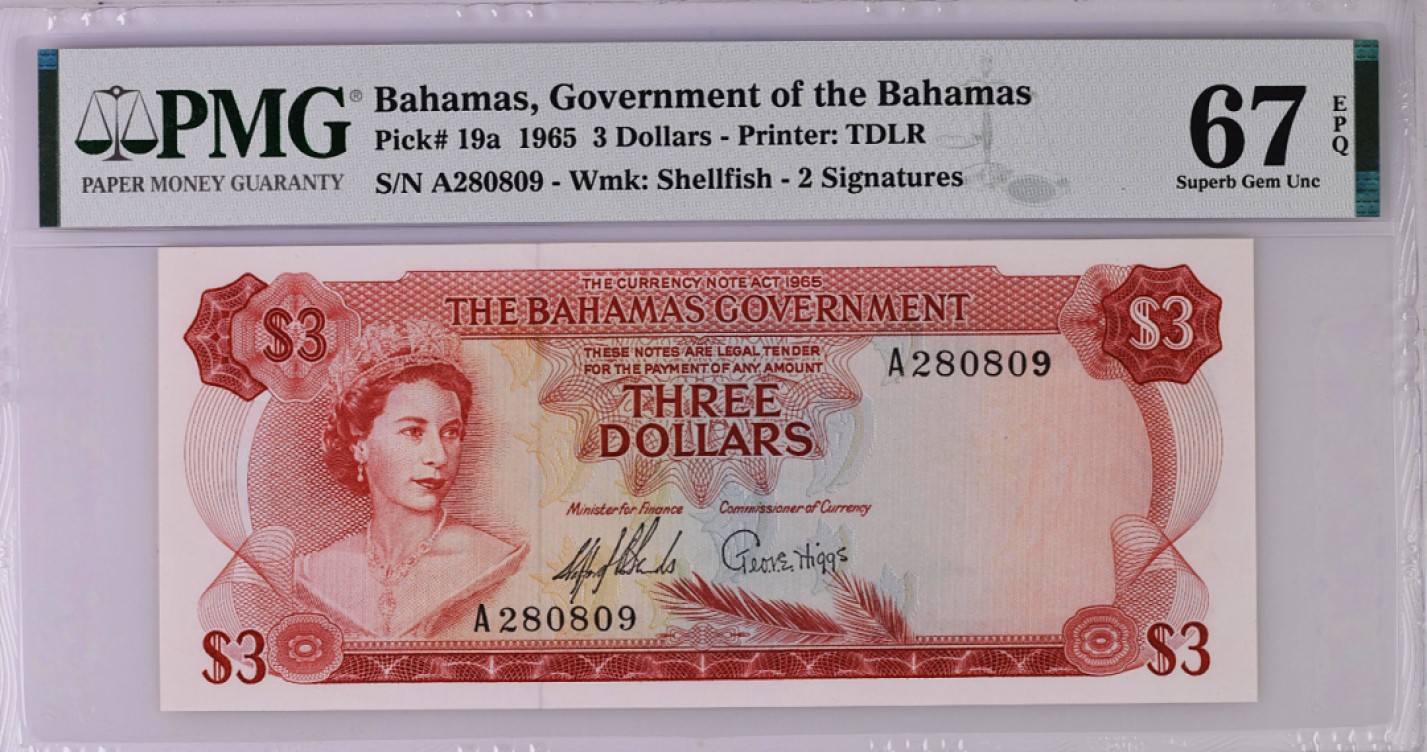 PMG®
PAPER MONEY GUARANTY
Bahamas, Government of the Bahamas
Pick# 19a 1965 3 Dollars - Printer: TDLR
S/N A280809 - Wmk: Shellfish - 2 Signatures
67
EPQ
Superb Gem Unc
THE CURRENCY NOTE ACT 1965
THE BAHAMAS GOVERNMENT
$3
$3
THESE NOTES ARE LEGAL TENDER
FOR THE PAYMENT OF ANY AMOUNT
A280809
THREE
DOLLARS
Minister for Finance Commissioner of Currency
Geo. E. Higgs
A280809
$3
$3